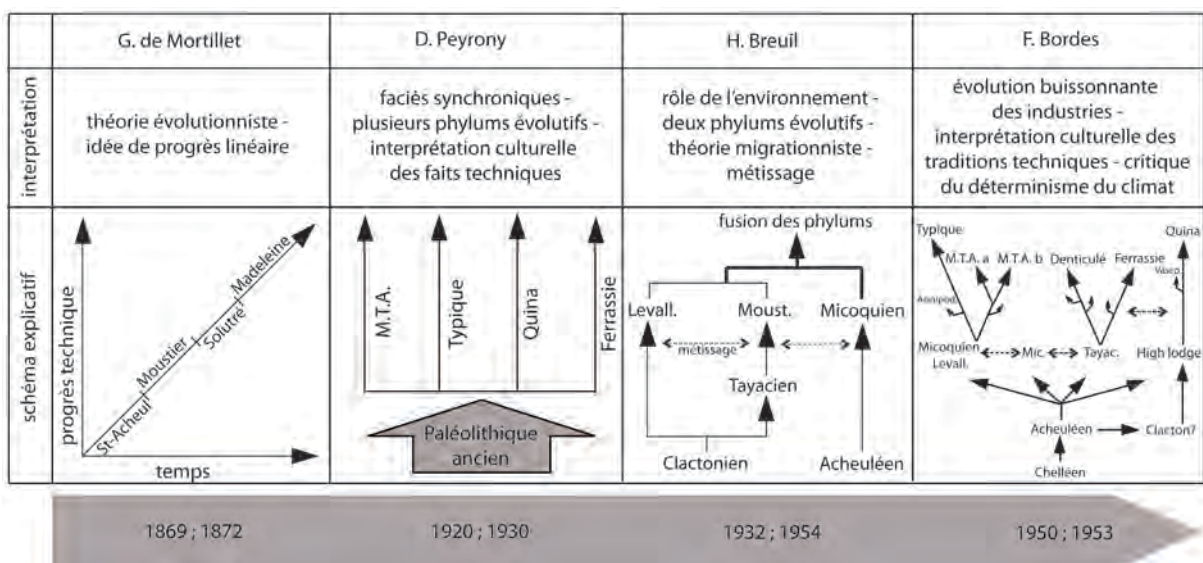 G. de Mortillet
D. Peyrony
H. Breuil
F. Bordes
interprétation
théorie évolutionniste -
idée de progrès linéaire
faciès synchroniques -
plusieurs phylums évolutifs -
interprétation culturelle
des faits techniques
rôle de l'environnement -
deux phylums évolutifs -
théorie migrationniste -
métissage
évolution buissonnante
des industries -
interprétation culturelle des
traditions techniques - critique
du déterminisme du climat
schéma explicatif
progrès technique
St-Acheul
Moustier
Solutré
Madeleine
temps
M.T.A.
Typique
Quina
Ferrassie
Paléolithique
ancien
fusion des phylums
Levall.
Moust.
Micoquien
métissage
Tayacien
Clactonien
Acheuléen
Typique
Quina
M.T.A. a
M.T.A. b
Denticulé
Ferrassie
Micoquien
Levall.
Mic.
Tayac.
High lodge
Acheuléen
Clacton?
Chelléen
1869 ; 1872
1920 ; 1930
1932 ; 1954
1950 ; 1953